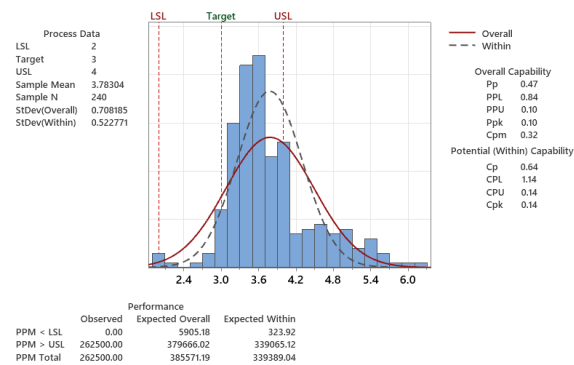 LSL Target USL
Process Data
LSL 2
Target 3
USL 4
Sample Mean 3.78304
Sample N 240
StDev(Overall) 0.708185
StDev(Within) 0.522771
Overall
Within
Overall Capability
Pp 0.47
PPL 0.84
PPU 0.10
Ppk 0.10
Cpm 0.32
Potential (Within) Capability
Cp 0.64
CPL 1.14
CPU 0.14
Cpk 0.14
2.4 3.0 3.6 4.2 4.8 5.4 6.0
Performance
Observed Expected Overall Expected Within
PPM < LSL 0.00 5905.18 323.92
PPM > USL 262500.00 379666.02 339065.12
PPM Total 262500.00 385571.19 339389.04